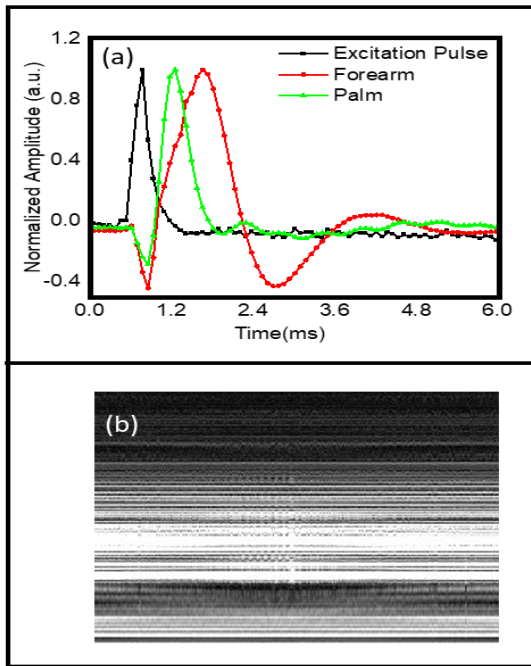 (a)
Excitation Pulse
Forearm
Palm
Normalized Amplitude (a.u.)
1.2
0.8
0.4
0.0
-0.4
0.0 1.2 2.4 3.6 4.8 6.0
Time(ms)
(b)